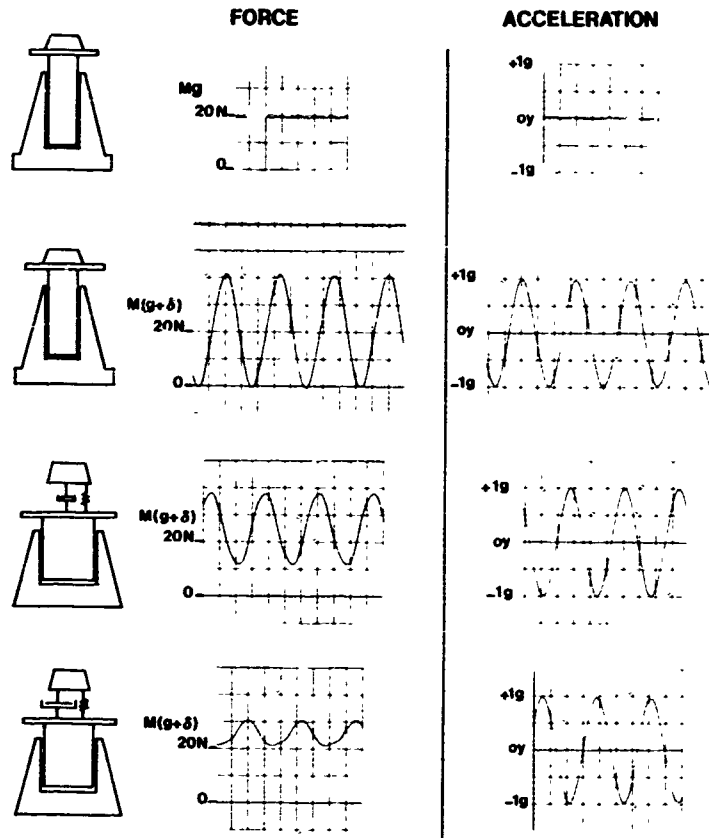 FORCE
ACCELERATION
Mg
20N
0
+1g
oy
-1g
M(g+δ)
20N
0
+1g
oy
-1g
M(g+δ)
20N
0
+1g
oy
-1g
M(g+δ)
20N
0
+1g
oy
-1g